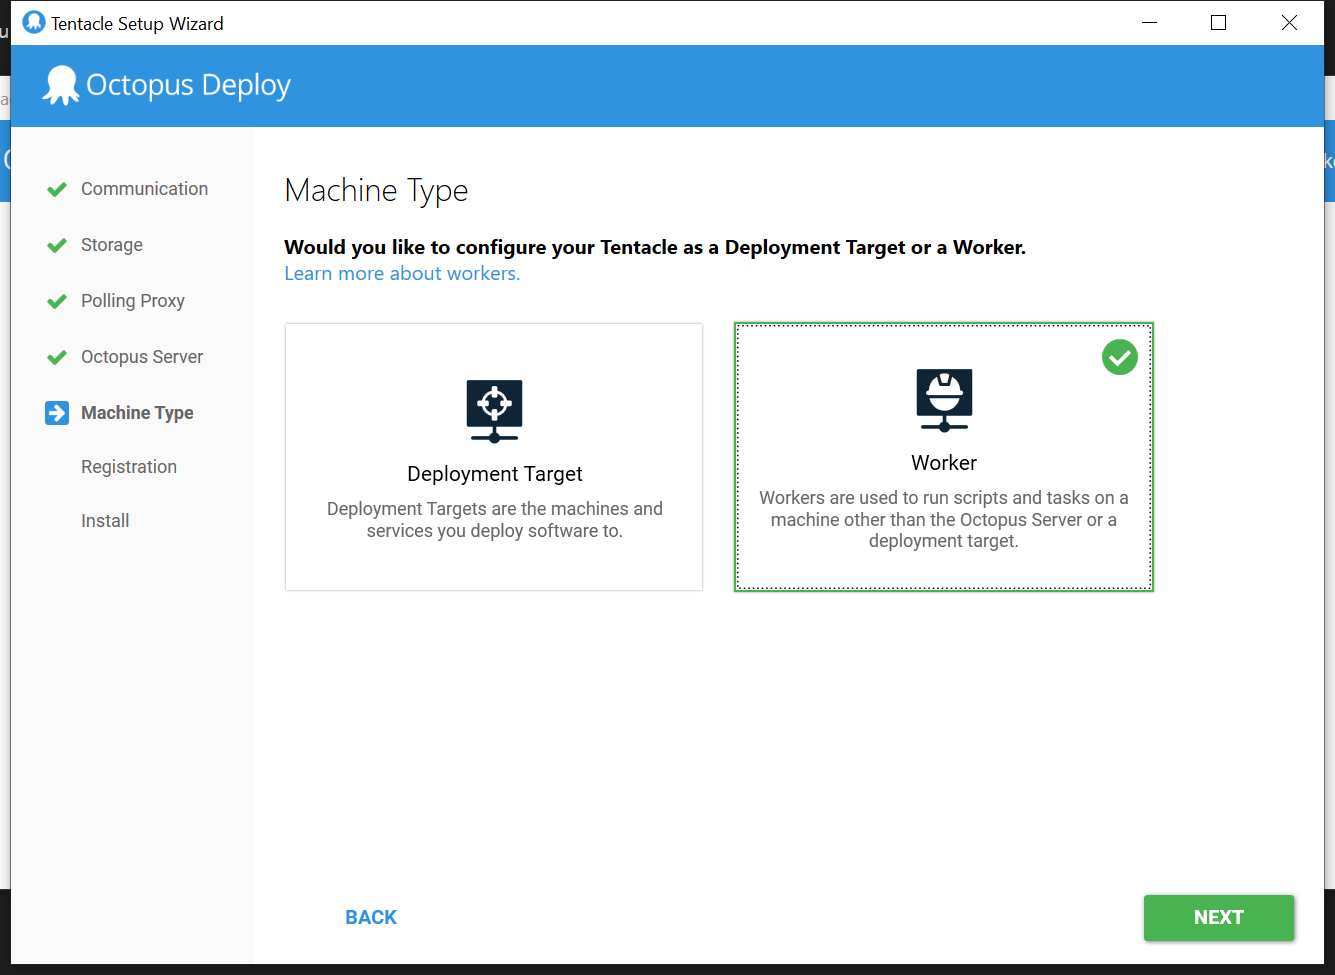 Tentacle Setup Wizard
Octopus Deploy
Communication
Storage
Polling Proxy
Octopus Server
Machine Type
Registration
Install
Machine Type
Would you like to configure your Tentacle as a Deployment Target or a Worker.
Learn more about workers.
Deployment Target
Deployment Targets are the machines and
services you deploy software to.
Worker
Workers are used to run scripts and tasks on a
machine other than the Octopus Server or a
deployment target.
BACK
NEXT